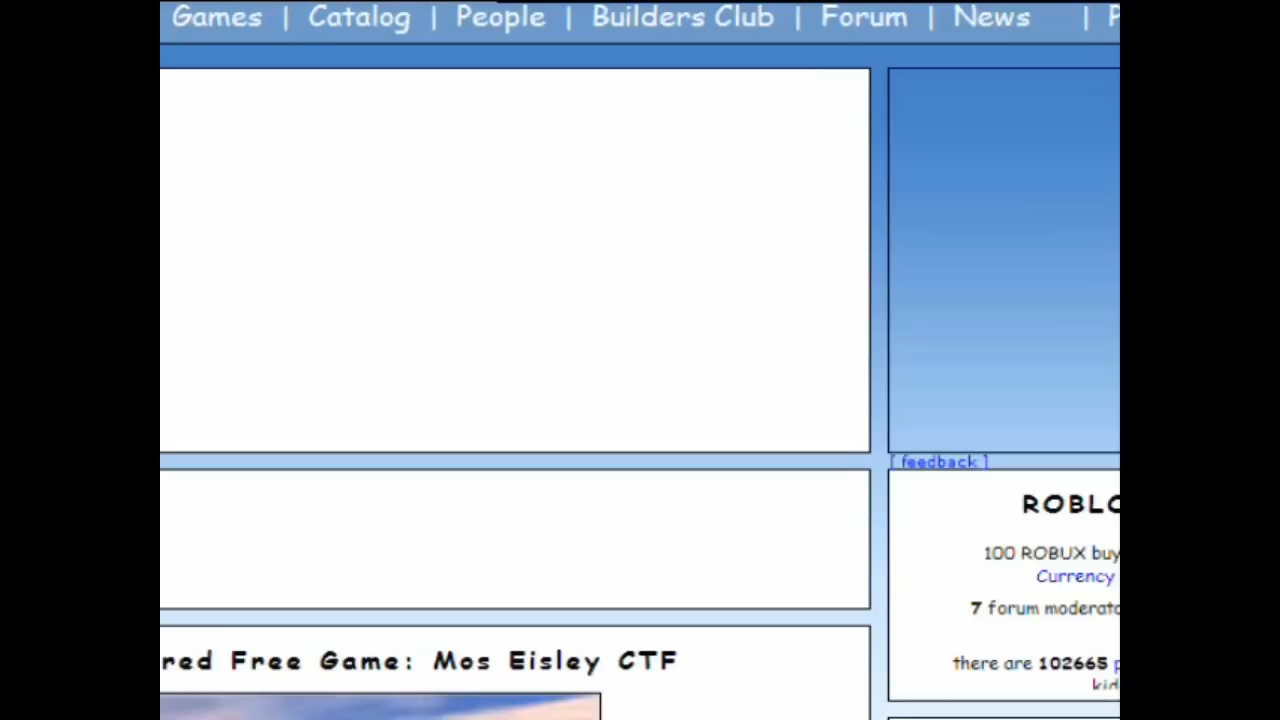 Games | Catalog | People | Builders Club | Forum | News |
[ feedback ]
ROBLO
100 ROBUX buy
Currency
7 forum moderato
there are 102665
kid
red Free Game: Mos Eisley CTF